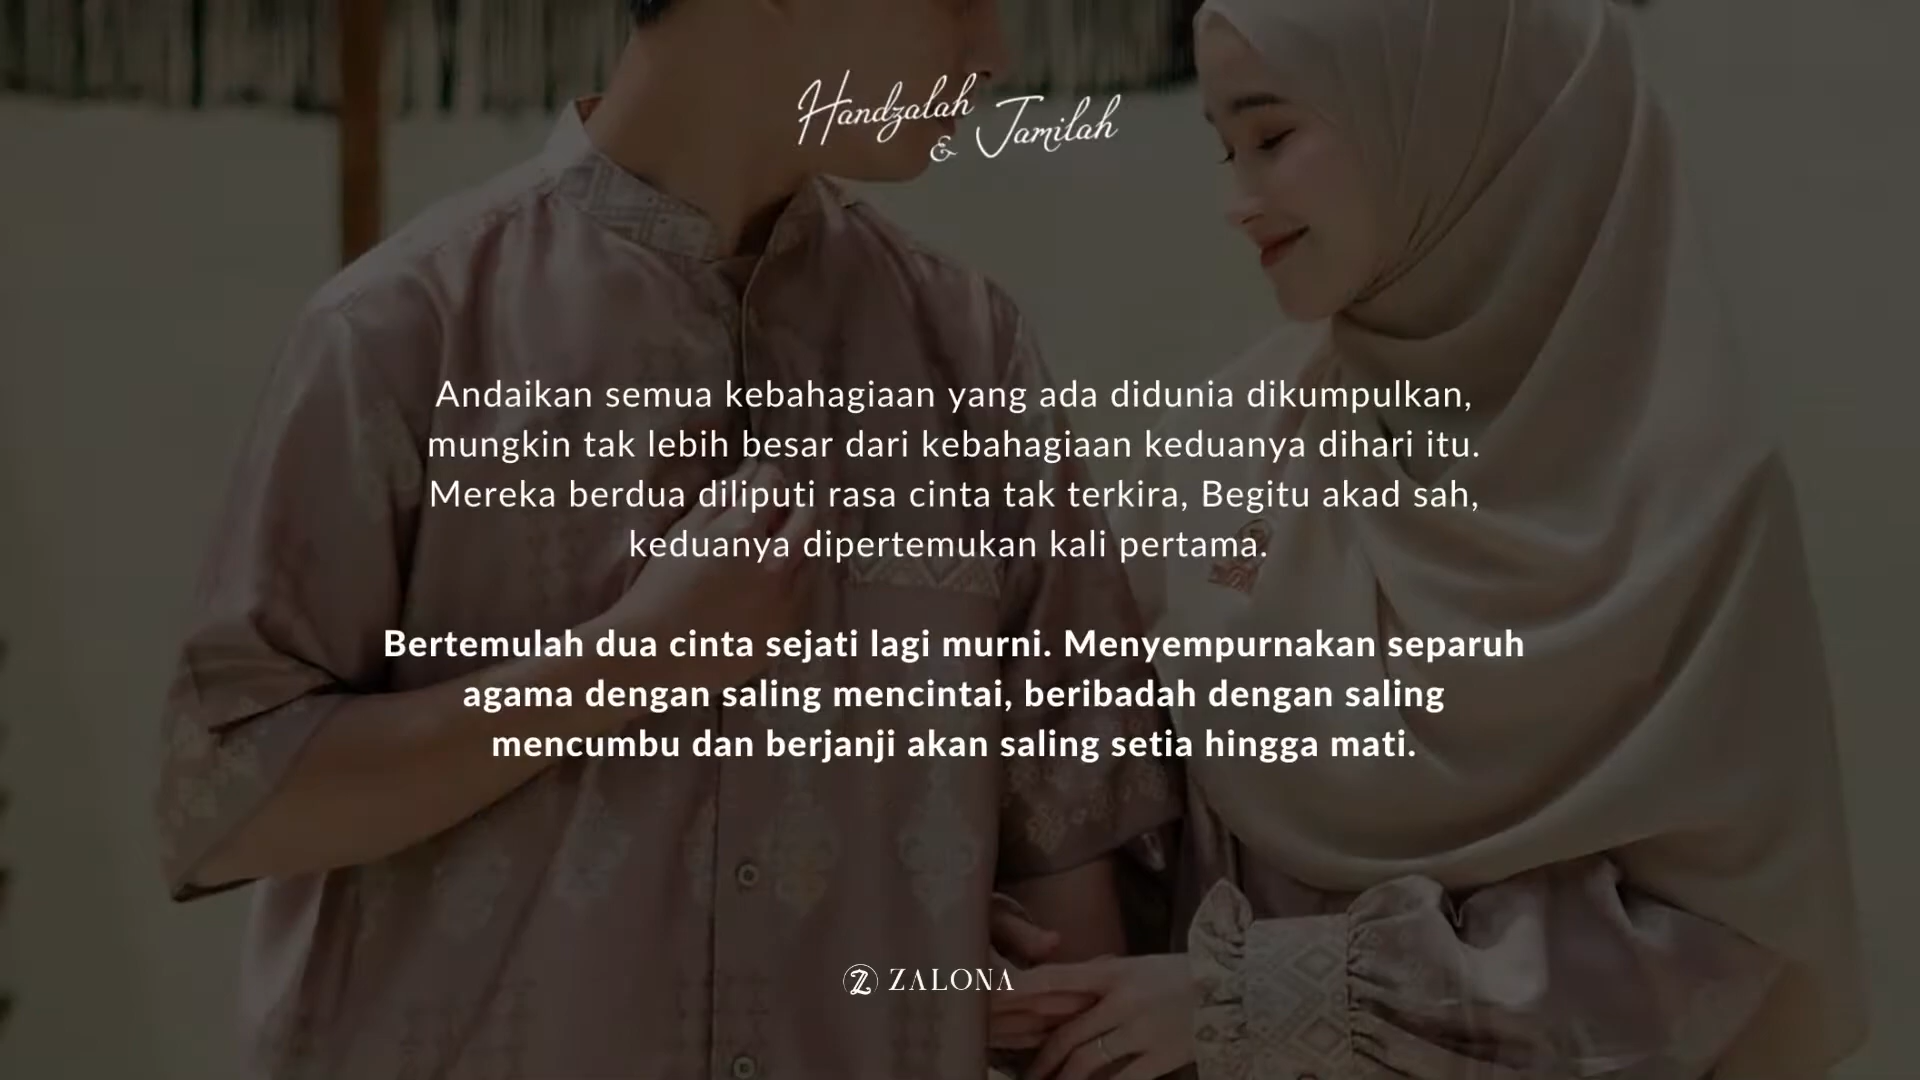 Handzalah
& Jamilah
Andaikan semua kebahagiaan yang ada didunia dikumpulkan,
mungkin tak lebih besar dari kebahagiaan keduanya dihari itu.
Mereka berdua diliputi rasa cinta tak terkira, Begitu akad sah,
keduanya dipertemukan kali pertama.
Bertemulah dua cinta sejati lagi murni. Menyempurnakan separuh
agama dengan saling mencintai, beribadah dengan saling
mencumbu dan berjanji akan saling setia hingga mati.
ZALONA